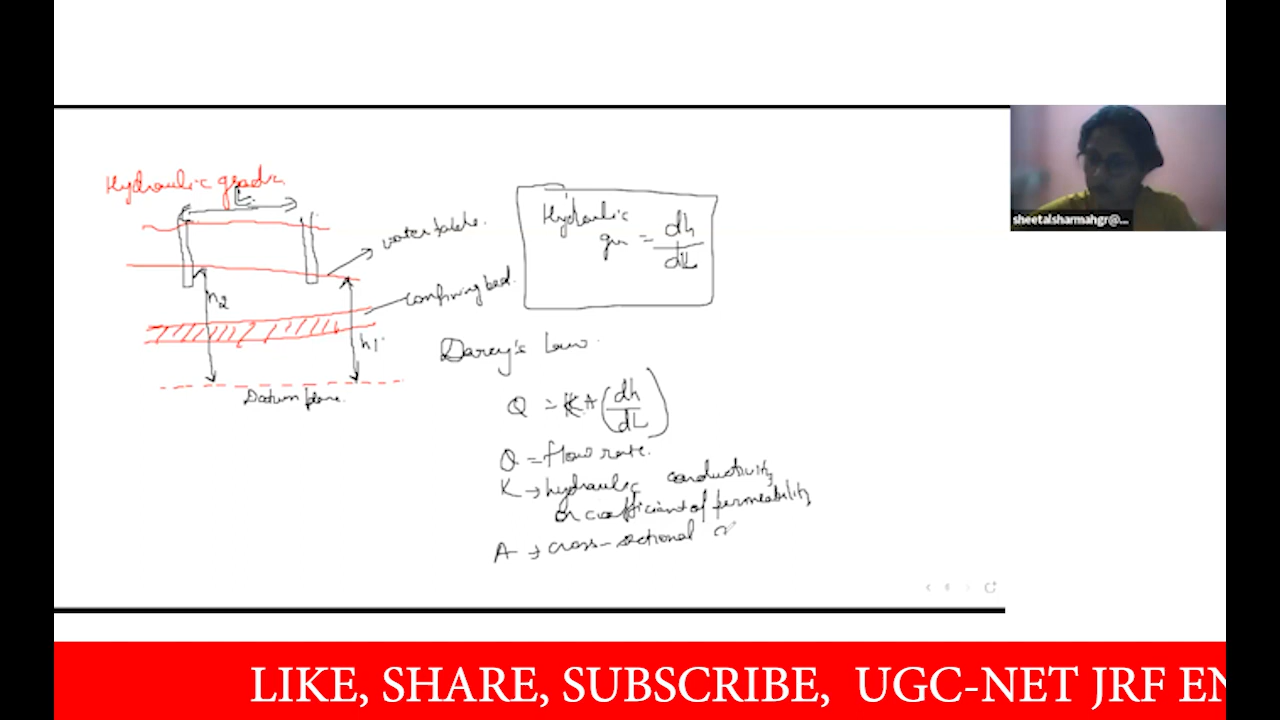 Hydraulic gradi.
L.
water table.
h2
confining bed.
h1.
Datum plane.
Hydraulic
gr = dh
dL
Darcy's Law.
Q = KA (dh
dL)
Q = flow rate.
K → hydraulic conductivity
or coefficient of permeability
A → cross-sectional
sheetalsharmahgr@...
LIKE, SHARE, SUBSCRIBE, UGC-NET JRF EN